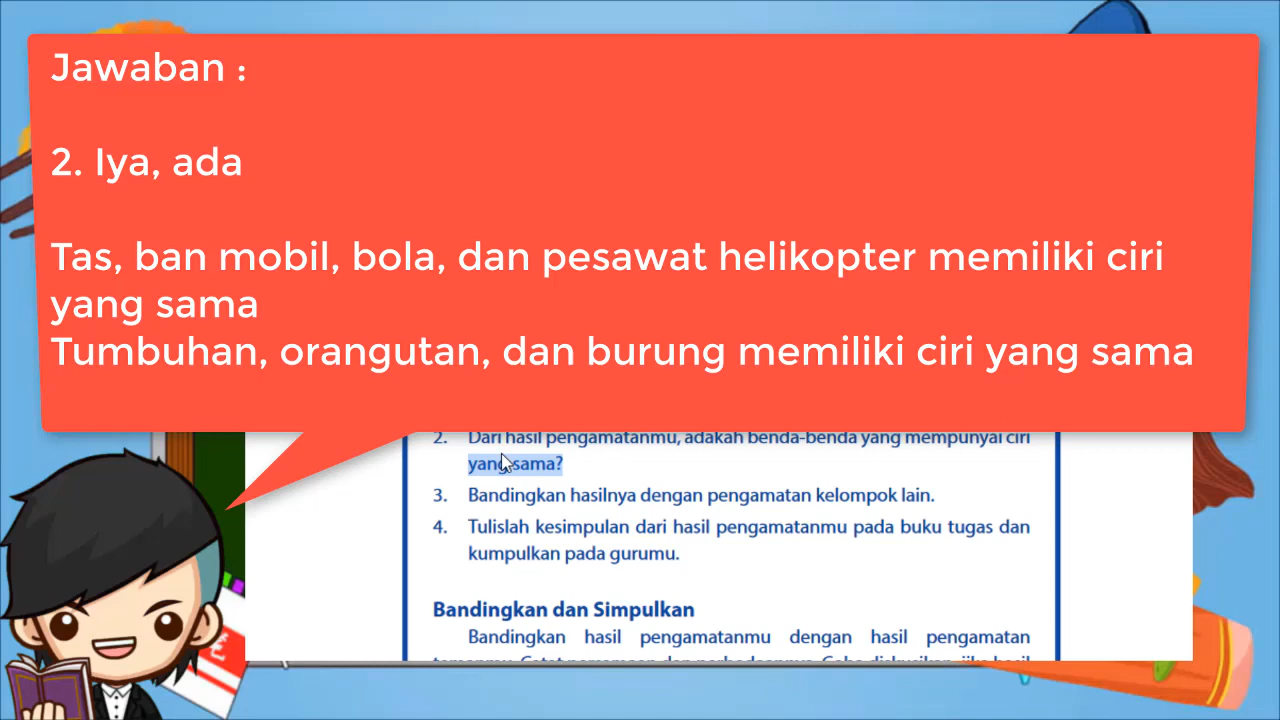 Jawaban :
2. Iya, ada
Tas, ban mobil, bola, dan pesawat helikopter memiliki ciri
yang sama
Tumbuhan, orangutan, dan burung memiliki ciri yang sama
2. Dari hasil pengamatanmu, adakah benda-benda yang mempunyai ciri
yang sama?
3. Bandingkan hasilnya dengan pengamatan kelompok lain.
4. Tulislah kesimpulan dari hasil pengamatanmu pada buku tugas dan
kumpulkan pada gurumu.
Bandingkan dan Simpulkan
Bandingkan hasil pengamatanmu dengan hasil pengamatan